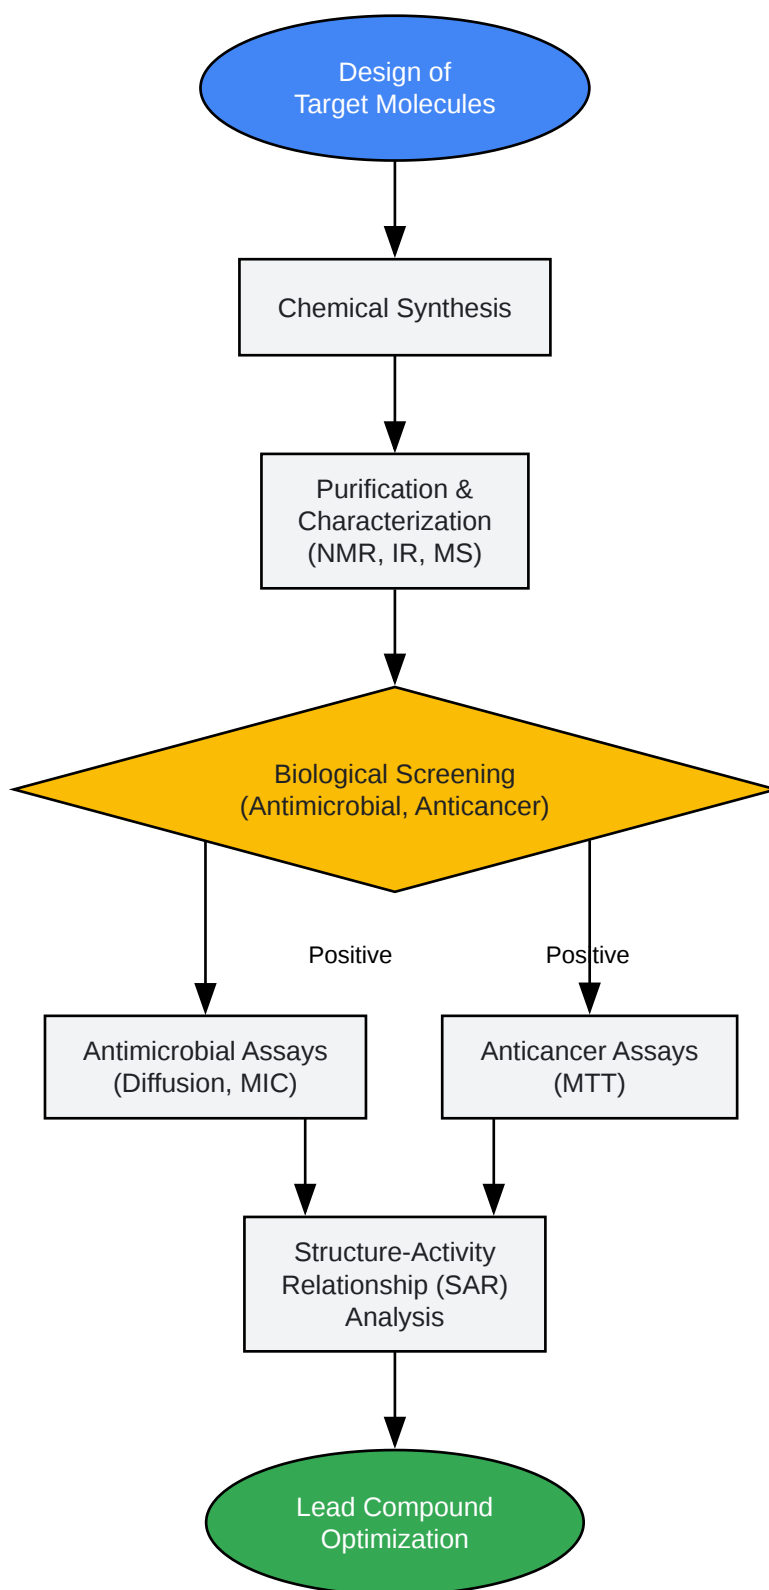 Design of
Target Molecules
Chemical Synthesis
Purification &
Characterization
(NMR, IR, MS)
Biological Screening
(Antimicrobial, Anticancer)
Positive
Positive
Antimicrobial Assays
(Diffusion, MIC)
Anticancer Assays
(MTT)
Structure-Activity
Relationship (SAR)
Analysis
Lead Compound
Optimization